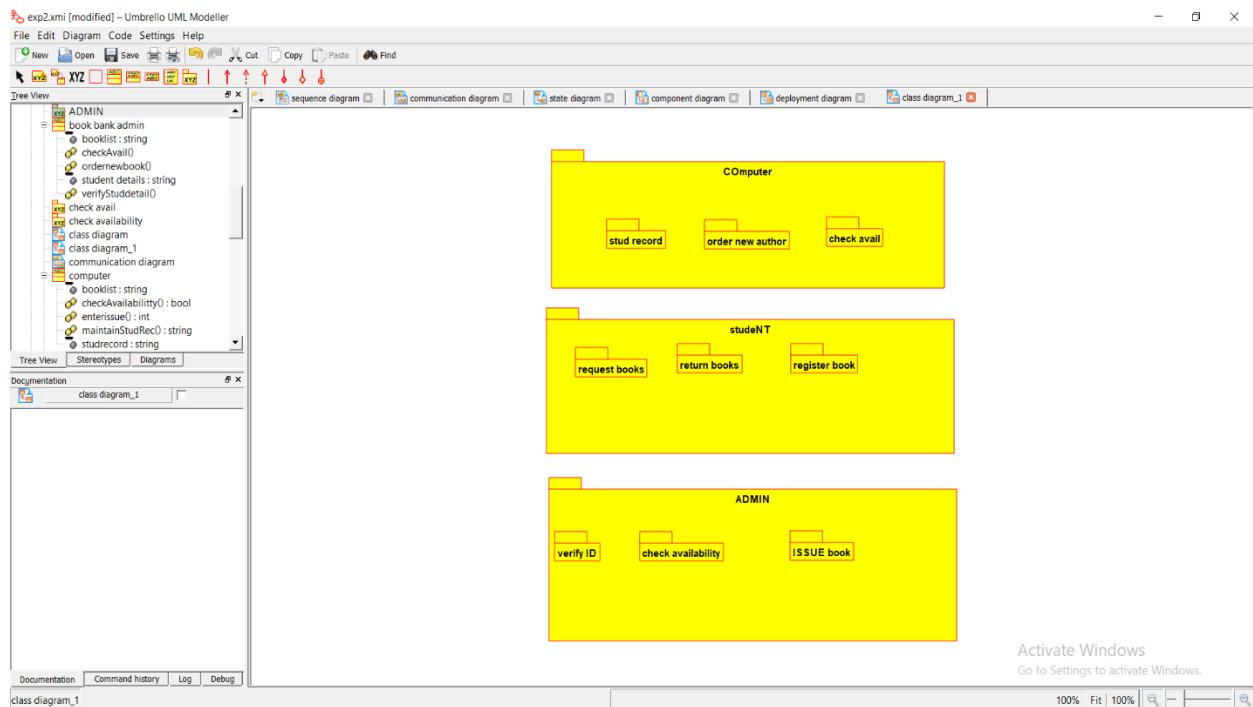 exp2.xmi [modified] – Umbrello UML Modeller
File Edit Diagram Code Settings Help
New Open Save Cut Copy Paste Find
XYZ
Tree View
sequence diagram communication diagram state diagram component diagram deployment diagram class diagram_1
ADMIN
book bank admin
booklist : string
checkAvail()
ordernewbook()
student details : string
verifyStuddetail()
check avail
check availability
class diagram
class diagram_1
communication diagram
computer
booklist : string
checkAvailabilitty() : bool
enterissue() : int
maintainStudRec() : string
studrecord : string
Tree View Stereotypes Diagrams
Documentation
class diagram_1
COmputer
stud record order new author check avail
studeNT
request books return books register book
ADMIN
verify ID check availability ISSUE book
Activate Windows
Go to Settings to activate Windows.
Documentation Command history Log Debug
class diagram_1
100% Fit 100%